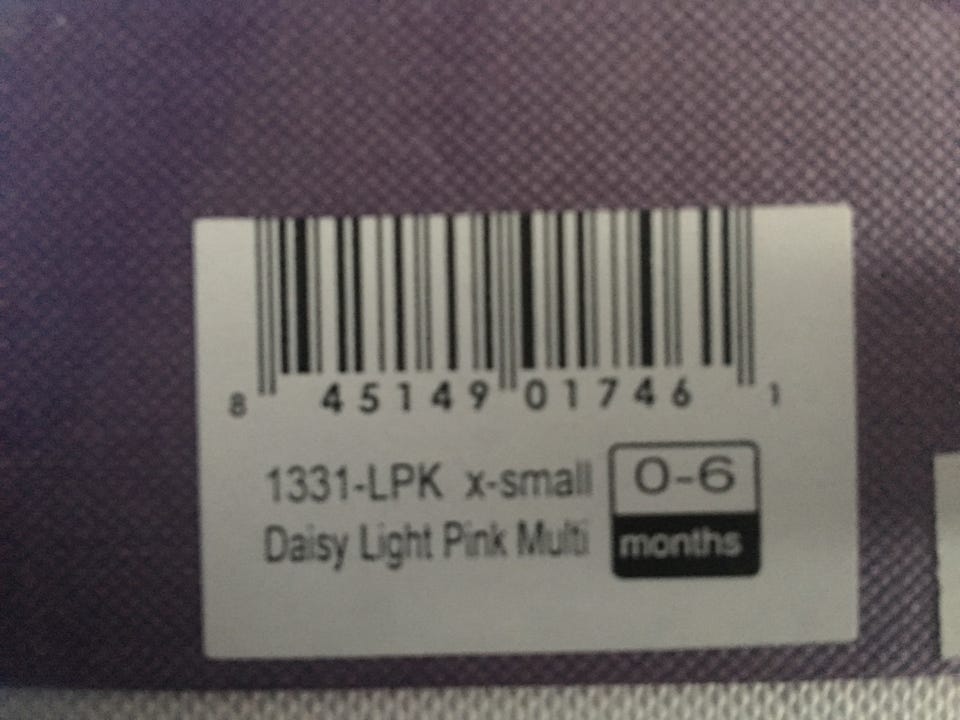 8 45149 01746 1
1331-LPK x-small
Daisy Light Pink Multi
0-6
months